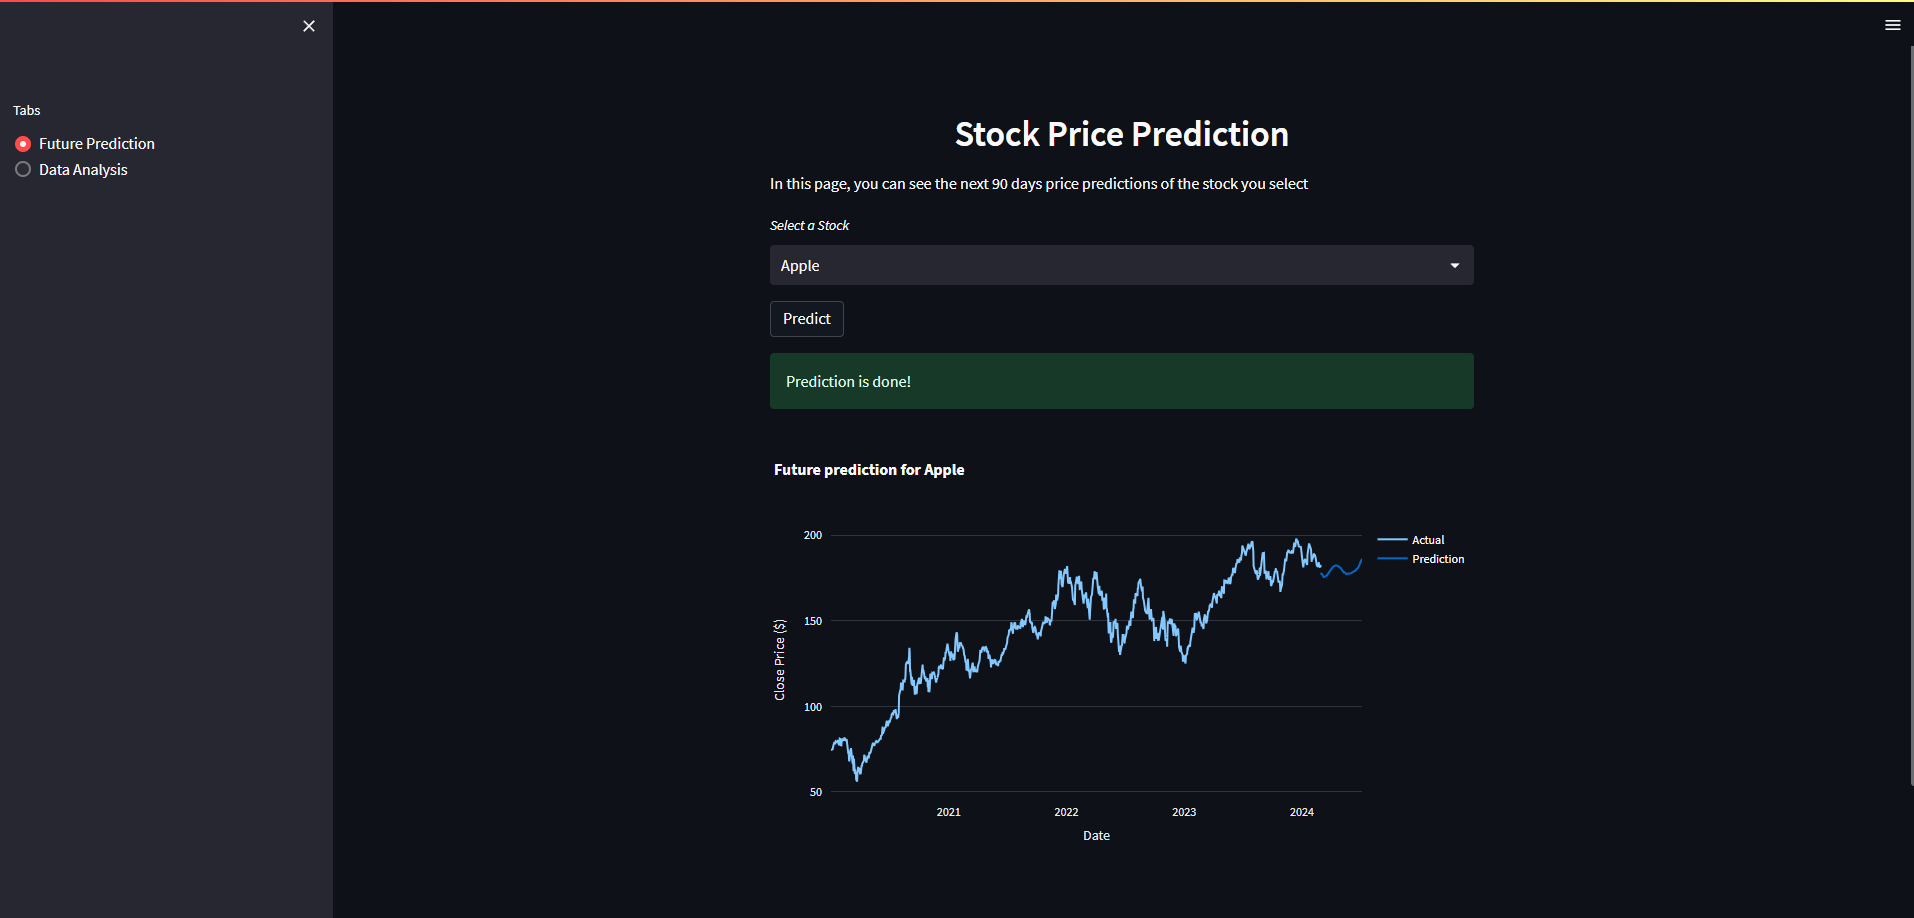 Tabs
Future Prediction
Data Analysis
Stock Price Prediction
In this page, you can see the next 90 days price predictions of the stock you select
Select a Stock
Apple
Predict
Prediction is done!
Future prediction for Apple
200
150
100
50
Close Price ($)
2021 2022 2023 2024
Date
Actual
Prediction